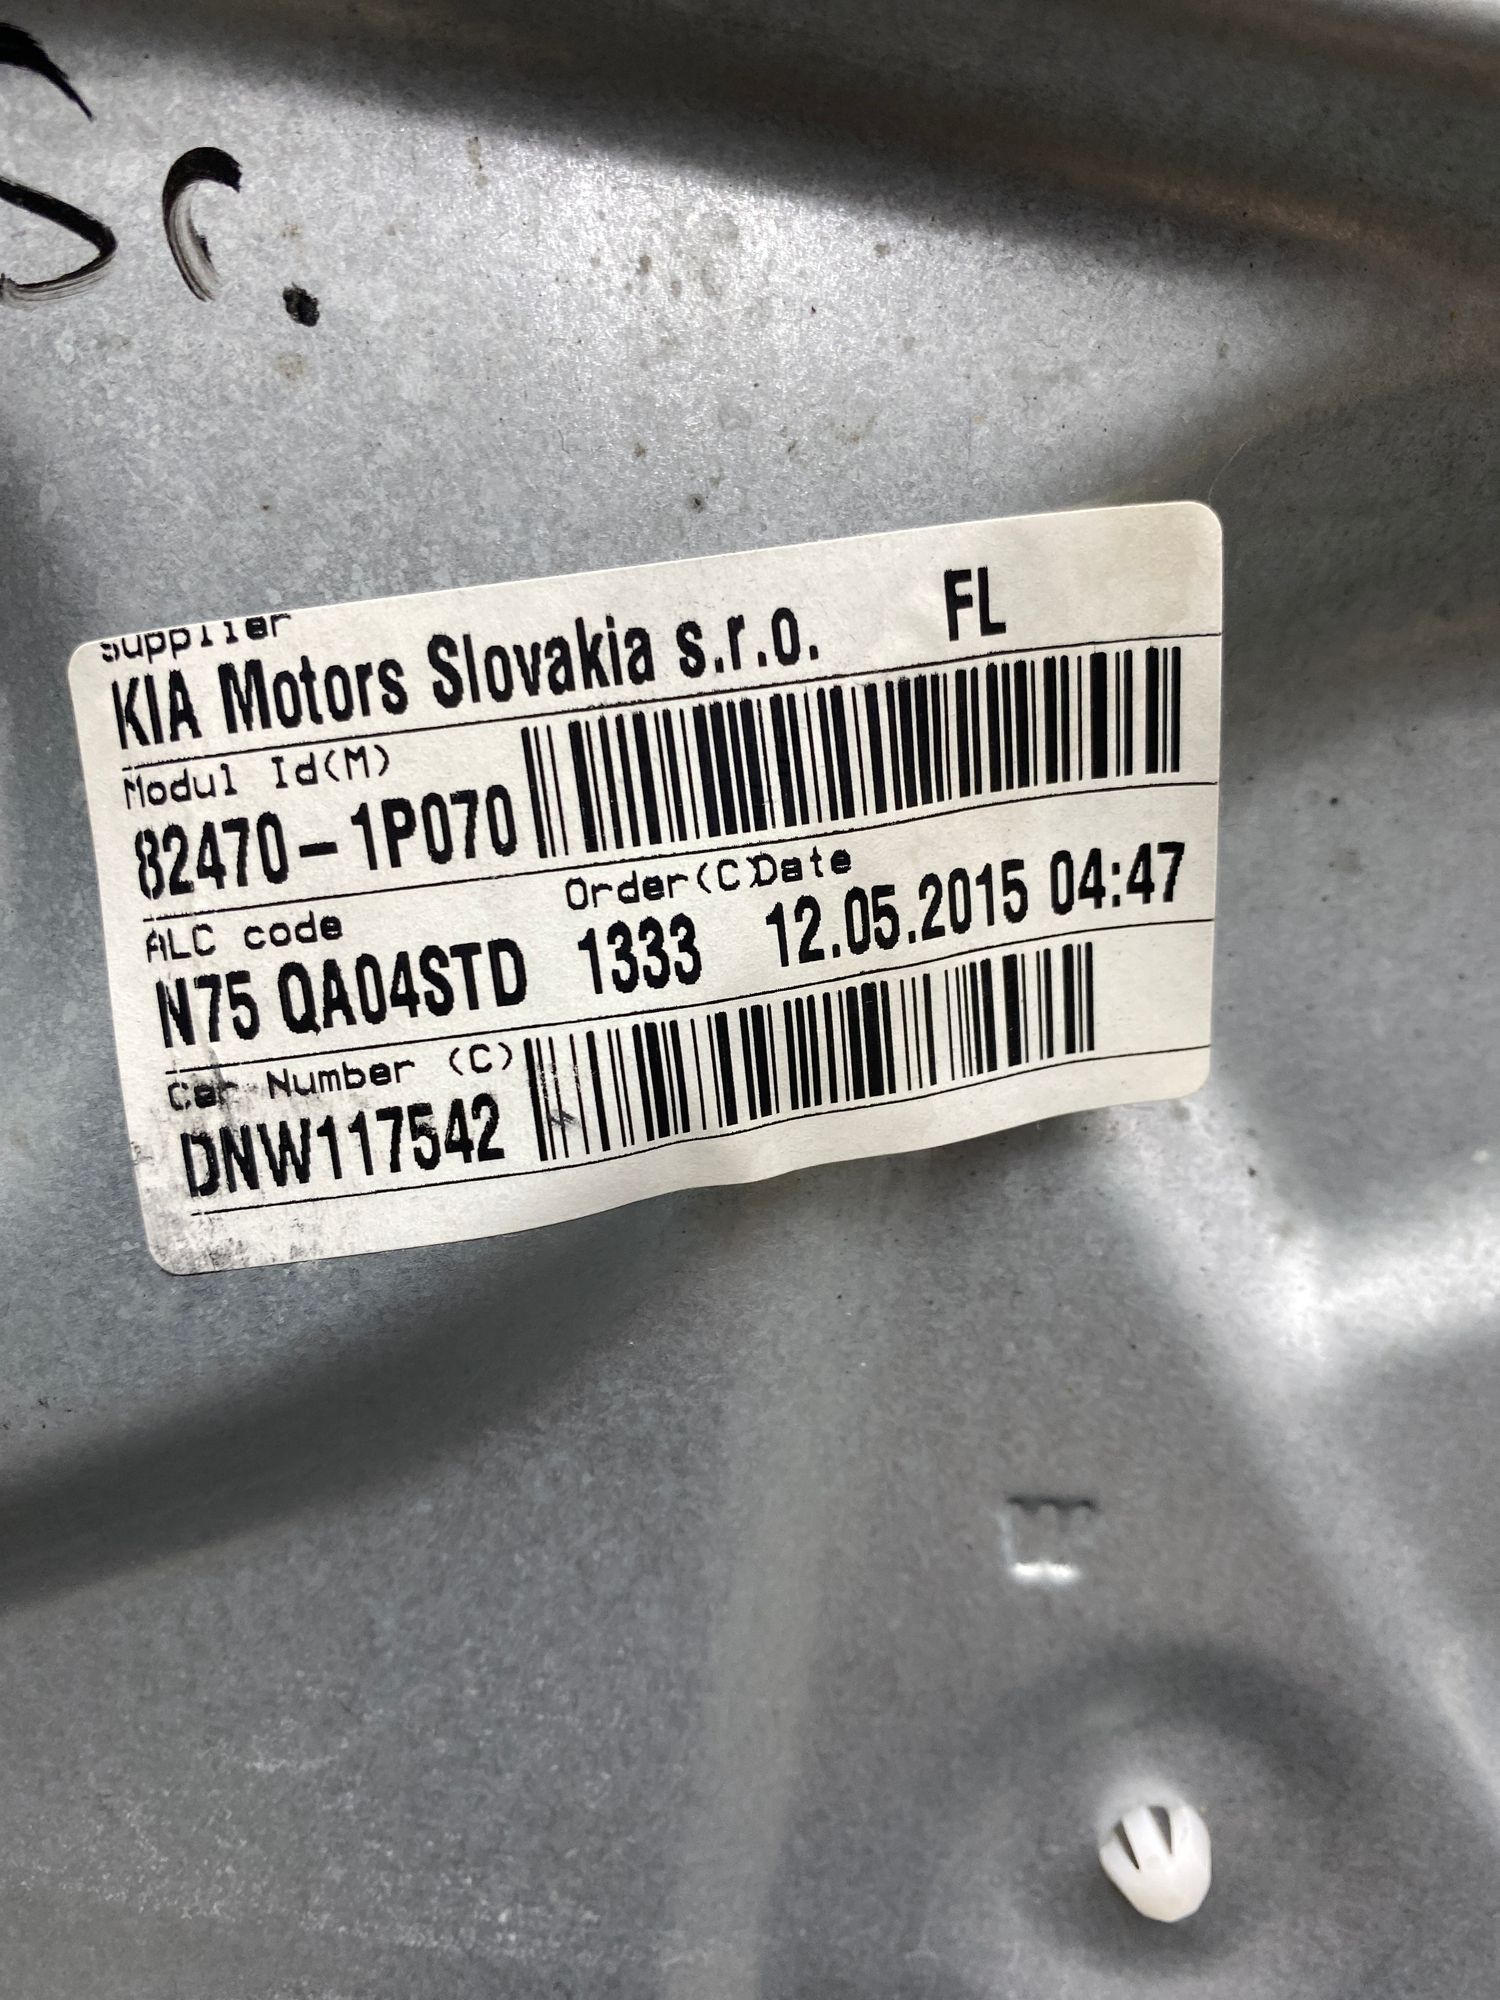 Sr.
Supplier
KIA Motors Slovakia s.r.o. FL
Modul Id(M)
82470-1P070
ALC code Order(C)Date
N75 QA04STD 1333 12.05.2015 04:47
Car Number (C)
DNW117542